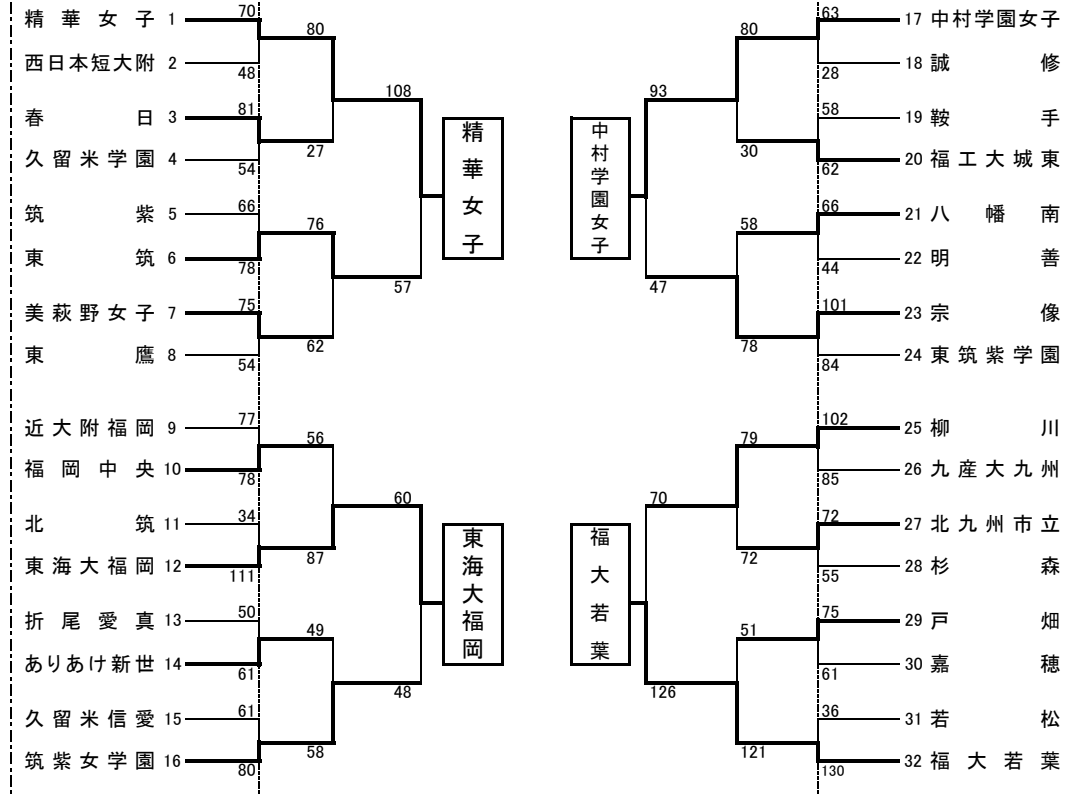 精華女子 1 70
80
西日本短大附 2 48
108
春日 3 81
27
久留米学園 4 54
精華女子
筑紫 5 66
76
東筑 6 78
57
美萩野女子 7 75
62
東鷹 8 54
近大附福岡 9 77
56
福岡中央 10 78
60
北筑 11 34
87
東海大福岡 12 111
東海大福岡
折尾愛真 13 50
49
ありあけ新世 14 61
48
久留米信愛 15 61
58
筑紫女学園 16 80
63 17 中村学園女子
80
28 18 誠修
93
58 19 鞍手
30
62 20 福工大城東
中村学園女子
66 21 八幡南
58
44 22 明善
47
101 23 宗像
78
84 24 東筑紫学園
102 25 柳川
79
85 26 九産大九州
70
72 27 北九州市立
72
55 28 杉森
福大若葉
75 29 戸畑
51
61 30 嘉穂
126
36 31 若松
121
130 32 福大若葉